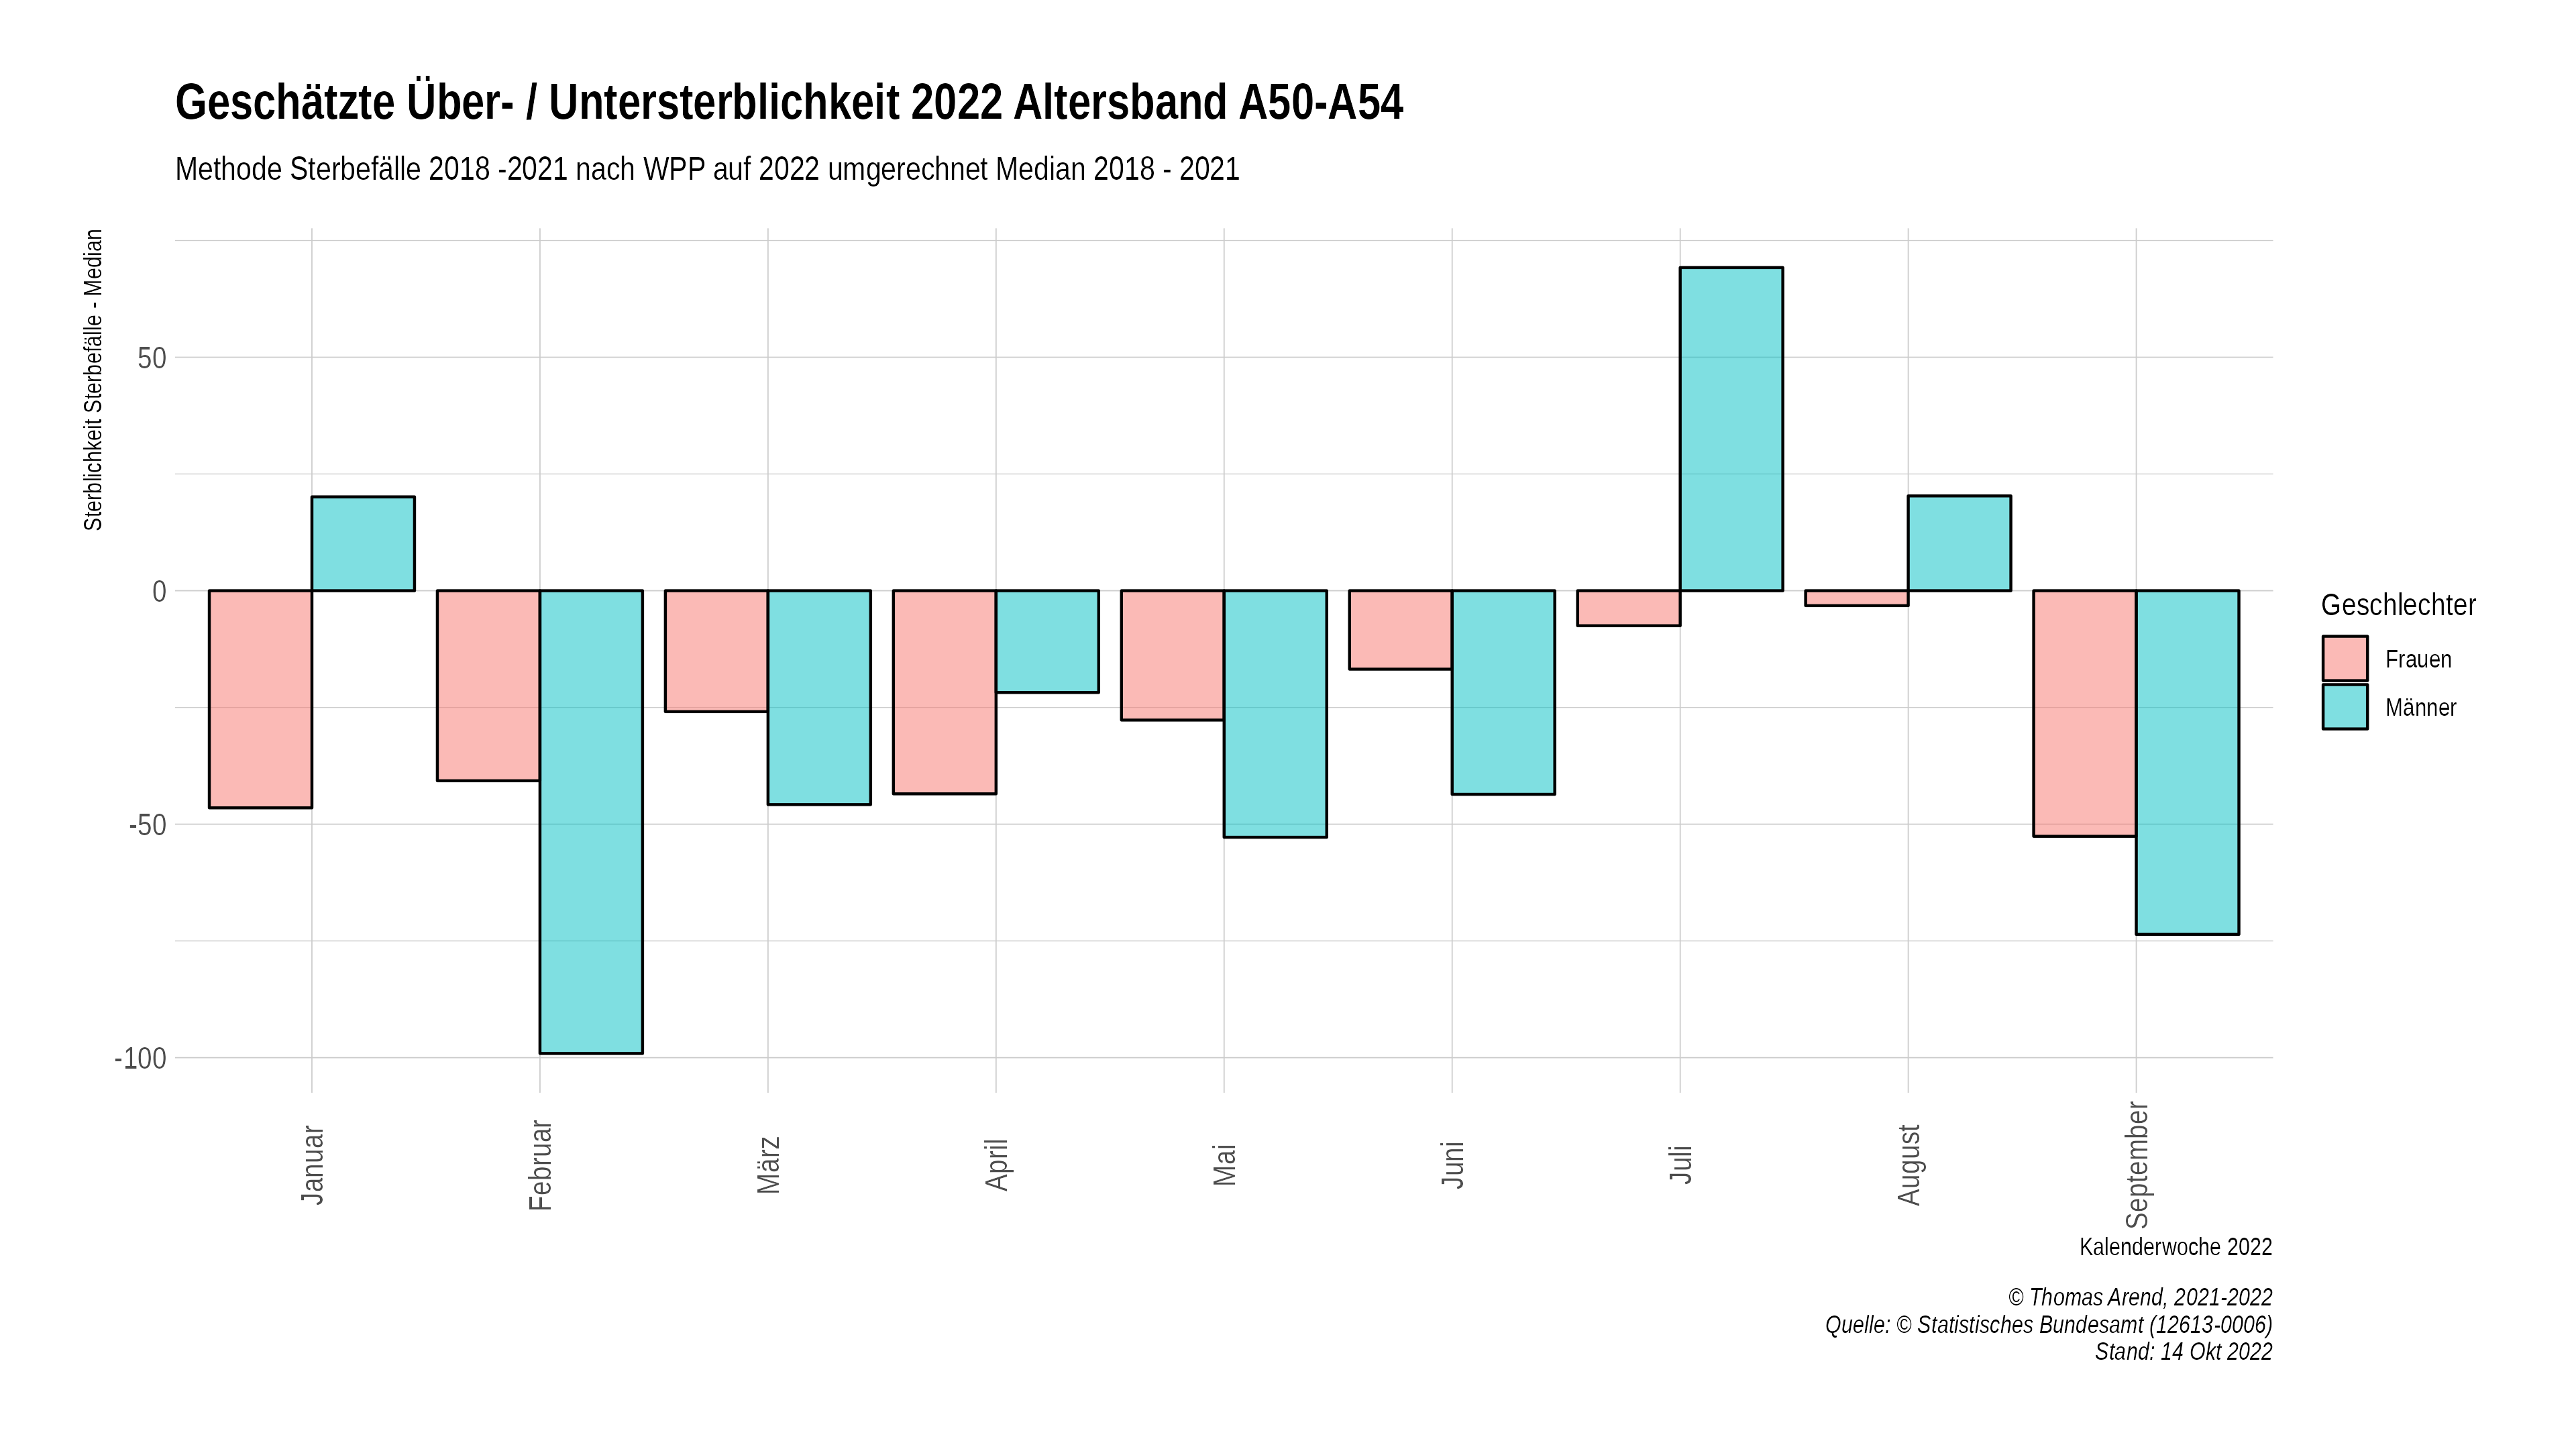 Geschätzte Über- / Untersterblichkeit 2022 Altersband A50-A54
Methode Sterbefälle 2018 -2021 nach WPP auf 2022 umgerechnet Median 2018 - 2021
Sterblichkeit Sterbefälle - Median
50
0
-50
-100
Januar
Februar
März
April
Mai
Juni
Juli
August
September
Kalenderwoche 2022
Geschlechter
Frauen
Männer
© Thomas Arend, 2021-2022
Quelle: © Statistisches Bundesamt (12613-0006)
Stand: 14 Okt 2022